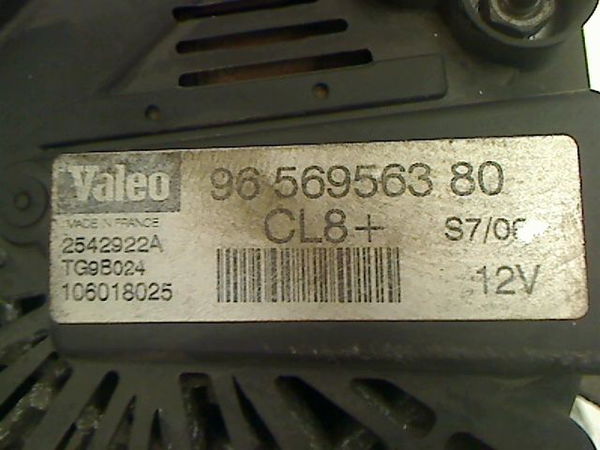 Valeo
96 569563 80
MADE IN FRANCE
CL8+
2542922A
TG9B024
106018025
12V